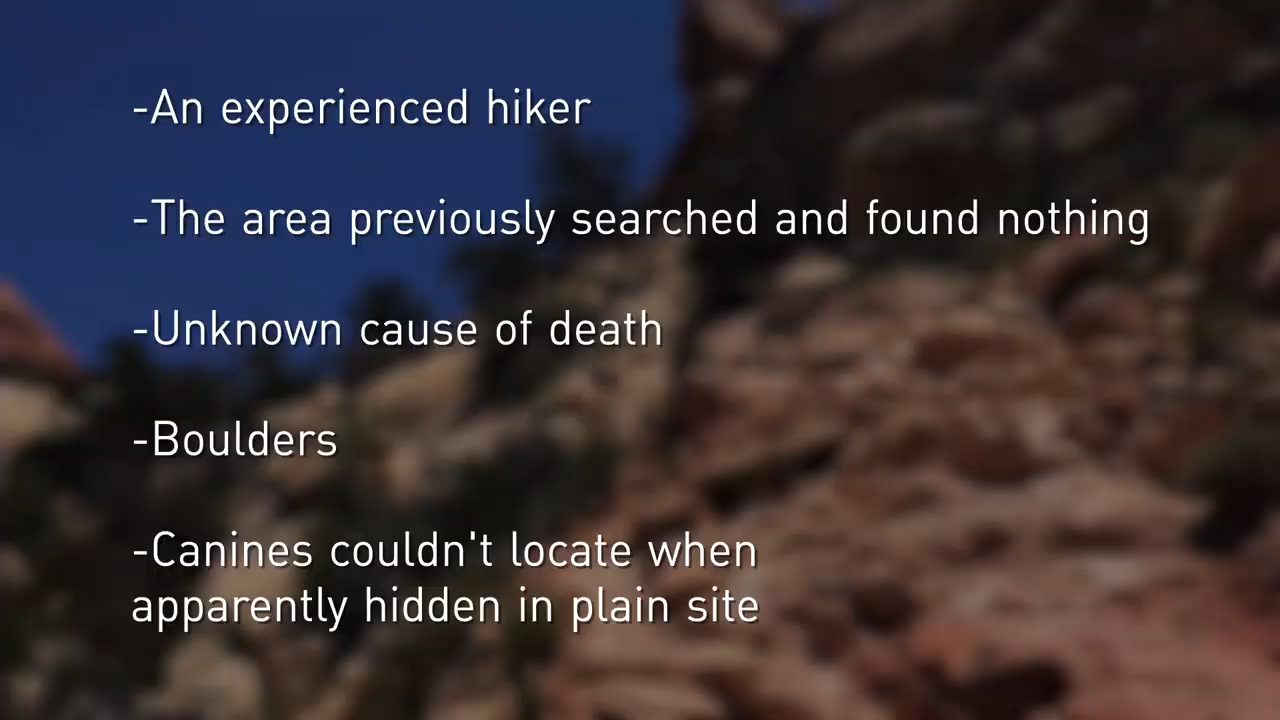 -An experienced hiker
-The area previously searched and found nothing
-Unknown cause of death
-Boulders
-Canines couldn't locate when
apparently hidden in plain site